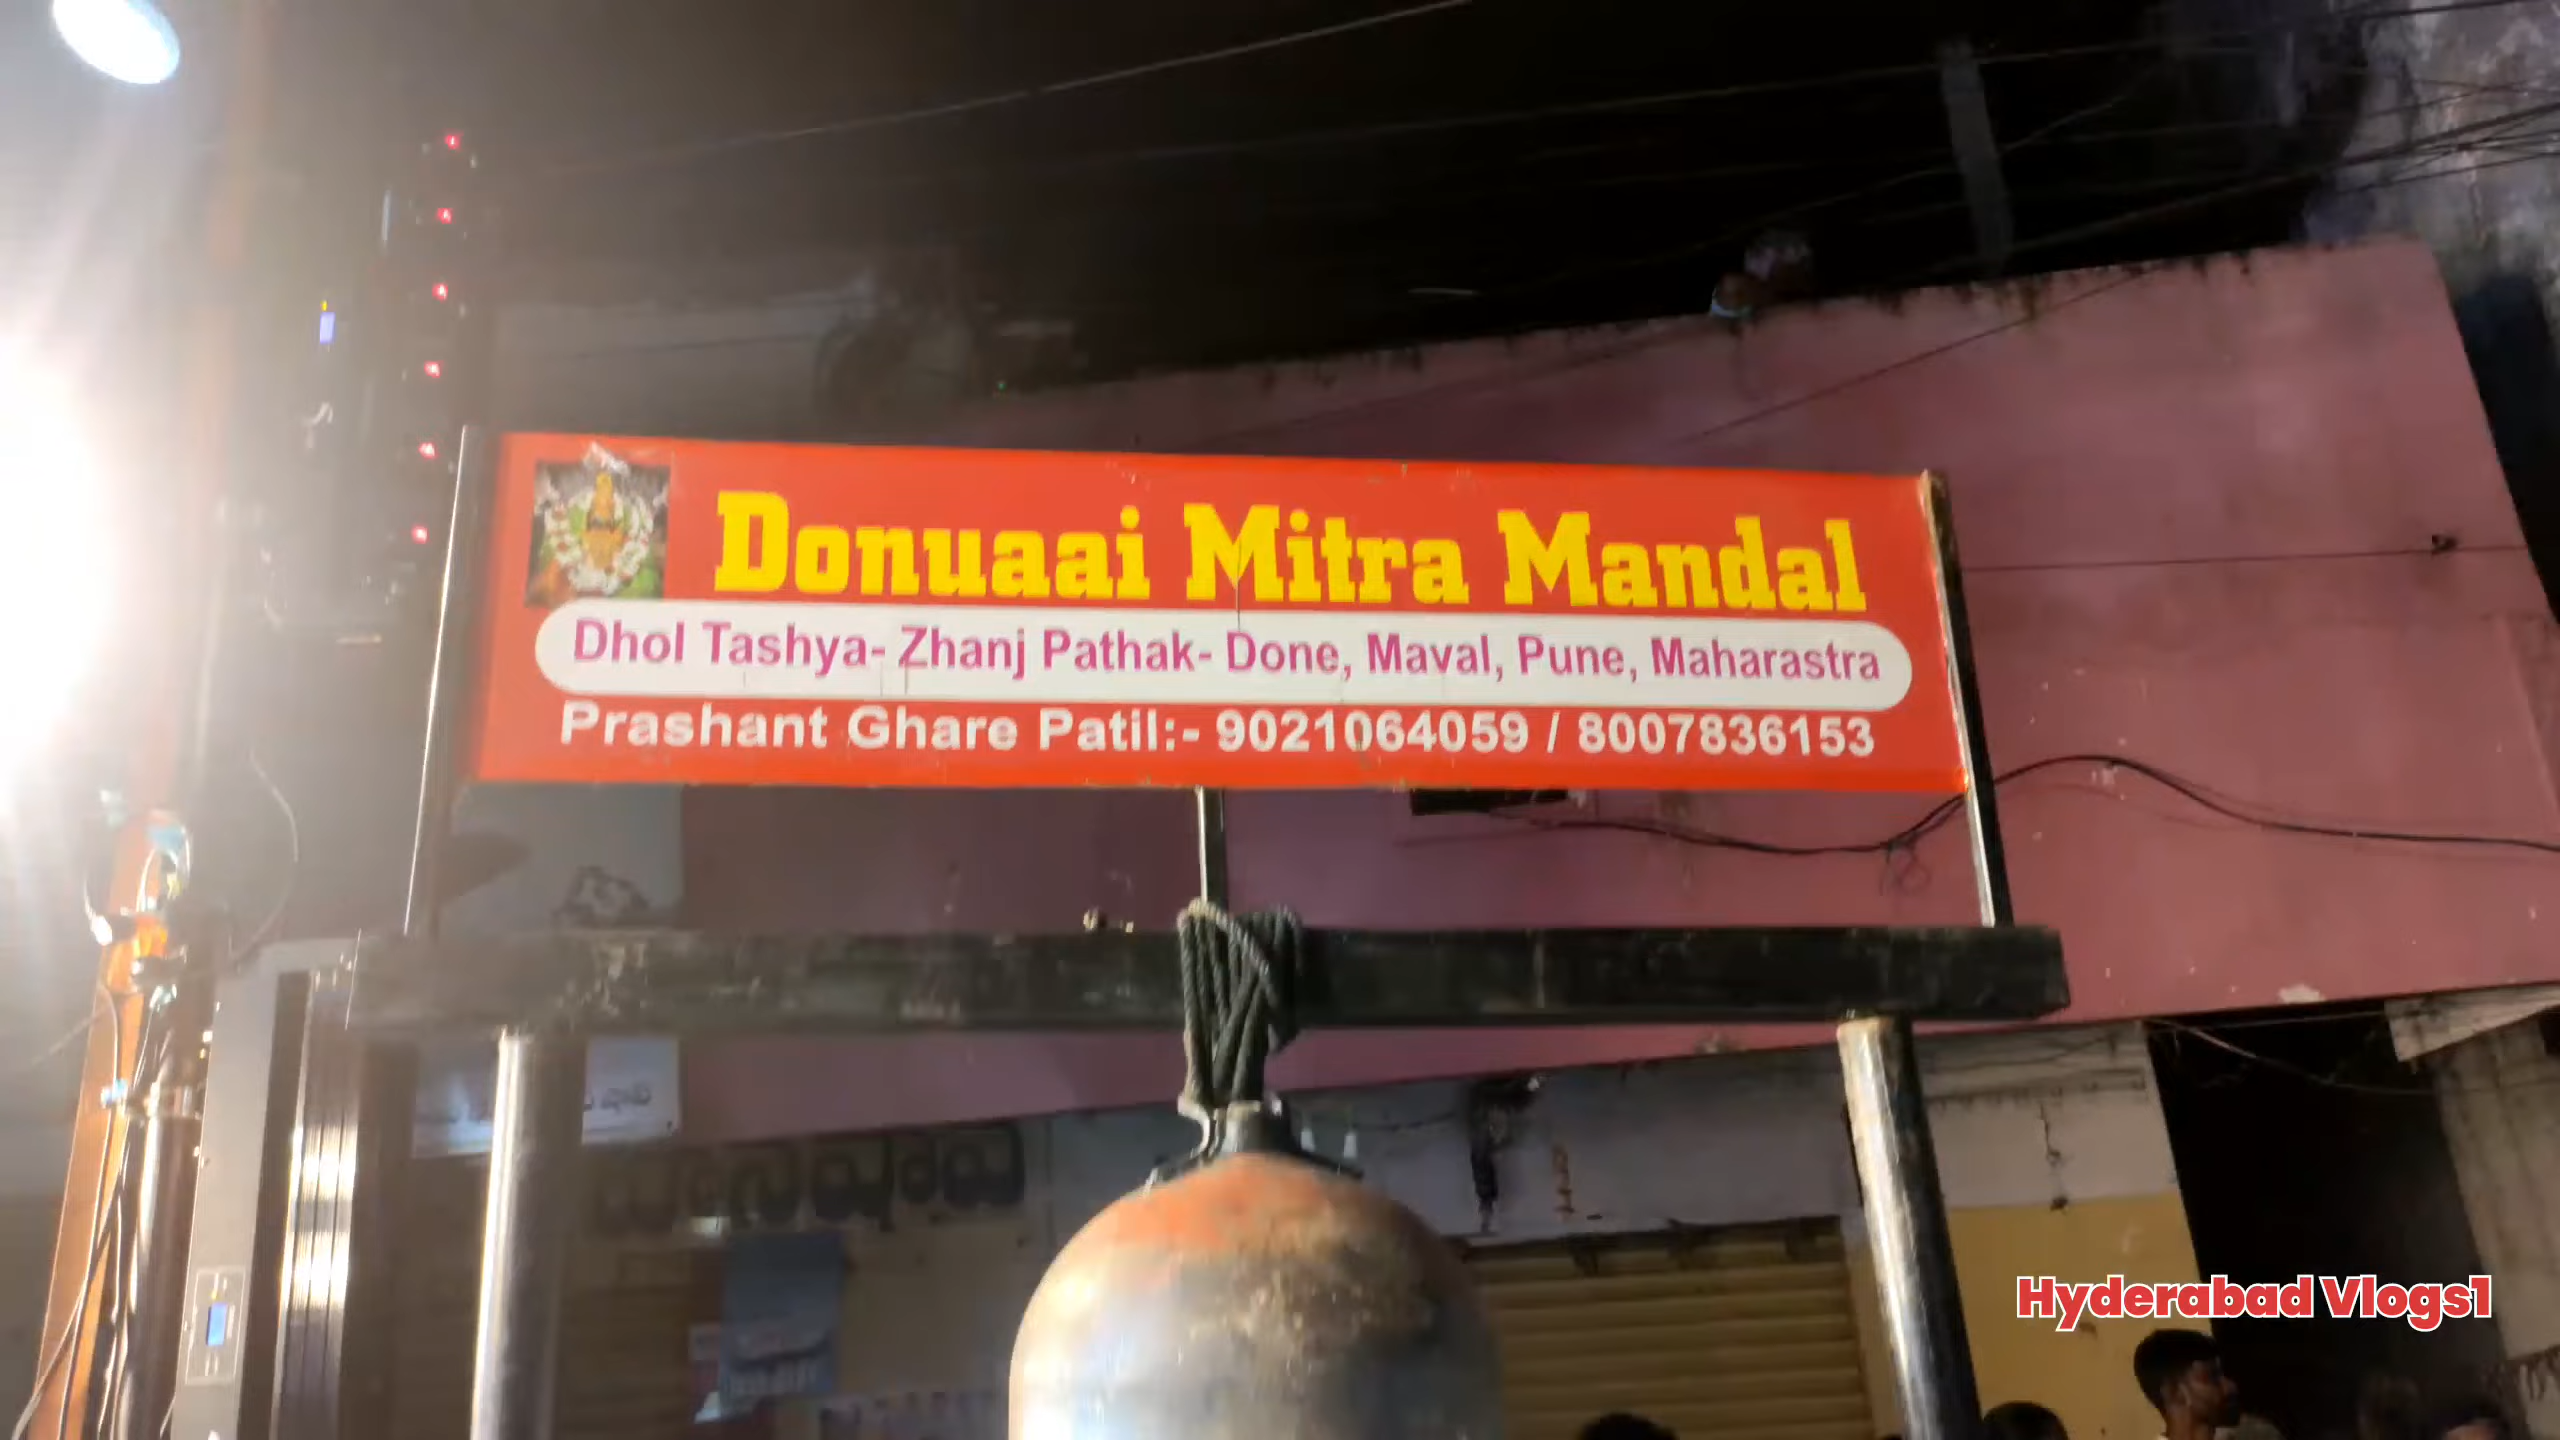 Donuaai Mitra Mandal
Dhol Tashya- Zhanj Pathak- Done, Maval, Pune, Maharastra
Prashant Ghare Patil:- 9021064059 / 8007836153
Hyderabad Vlogs1